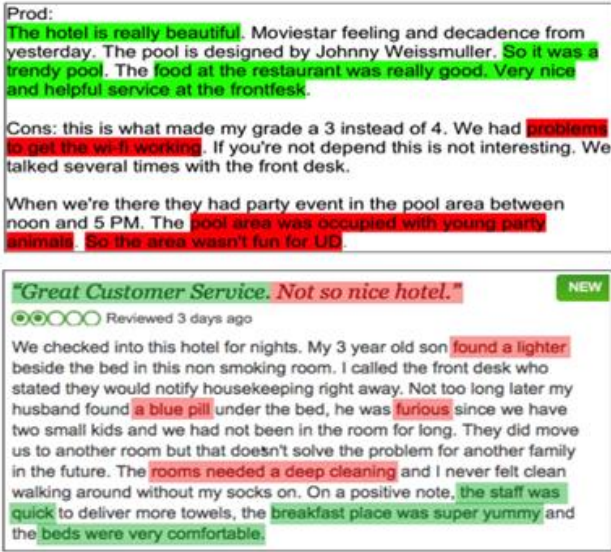 Prod:
The hotel is really beautiful. Moviestar feeling and decadence from
yesterday. The pool is designed by Johnny Weissmuller. So it was a
trendy pool. The food at the restaurant was really good. Very nice
and helpful service at the frontfesk.
Cons: this is what made my grade a 3 instead of 4. We had problems
to get the wi-fi working. If you're not depend this is not interesting. We
talked several times with the front desk.
When we're there they had party event in the pool area between
noon and 5 PM. The pool area was occupied with young party
animals. So the area wasn't fun for UD.
"Great Customer Service. Not so nice hotel."
NEW
Reviewed 3 days ago
We checked into this hotel for nights. My 3 year old son found a lighter
beside the bed in this non smoking room. I called the front desk who
stated they would notify housekeeping right away. Not too long later my
husband found a blue pill under the bed, he was furious since we have
two small kids and we had not been in the room for long. They did move
us to another room but that doesn't solve the problem for another family
in the future. The rooms needed a deep cleaning and I never felt clean
walking around without my socks on. On a positive note, the staff was
quick to deliver more towels, the breakfast place was super yummy and
the beds were very comfortable.